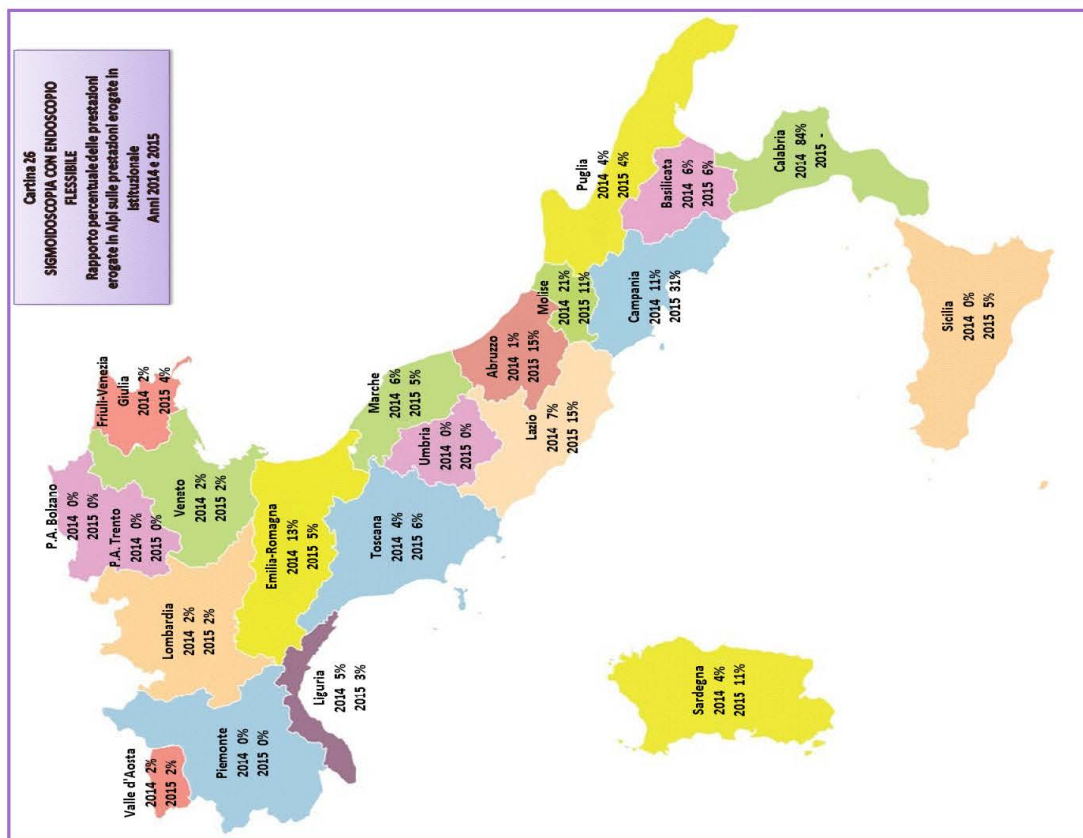 Cartina 26
SIGMOIDOSCOPIA CON ENDOSCOPIO
FLESSIBILE
Rapporto percentuale delle prestazioni
erogate in Alpi sulle prestazioni erogate in
Istituzionale
Anni 2014 e 2015
P.A. Bolzano
2014 0%
2015 0%
P.A. Trento
2014 0%
2015 0%
Friuli-Venezia
Giulia
2014 2%
2015 4%
Valle d'Aosta
2014 2%
2015 2%
Lombardia
2014 2%
2015 2%
Veneto
2014 2%
2015 2%
Piemonte
2014 0%
2015 0%
Emilia-Romagna
2014 13%
2015 5%
Liguria
2014 5%
2015 3%
Toscana
2014 4%
2015 6%
Marche
2014 6%
2015 5%
Umbria
2014 0%
2015 0%
Abruzzo
2014 1%
2015 15%
Lazio
2014 7%
2015 15%
Molise
2014 21%
2015 11%
Puglia
2014 4%
2015 4%
Campania
2014 11%
2015 31%
Basilicata
2014 6%
2015 6%
Sardegna
2014 4%
2015 11%
Calabria
2014 84%
2015 -
Sicilia
2014 0%
2015 5%